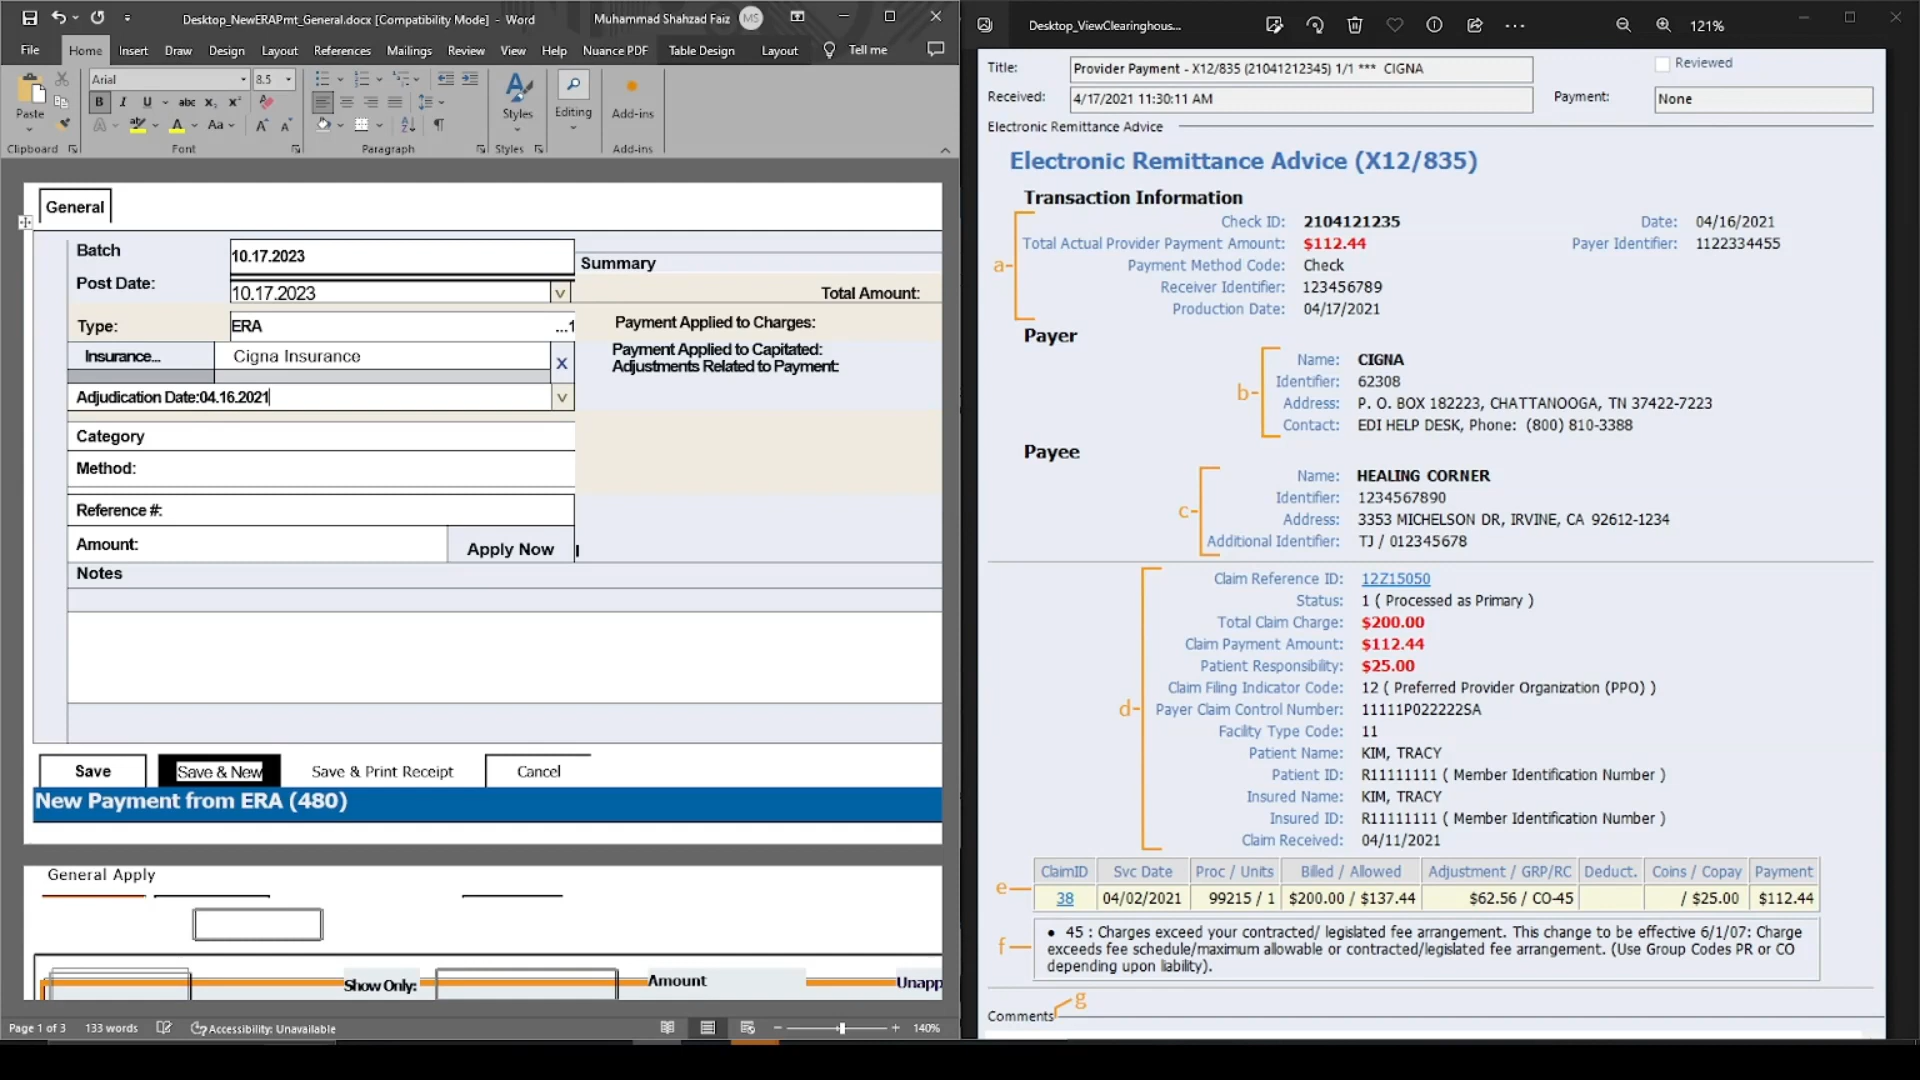 Desktop_NewERAPmt_General.docx [Compatibility Mode] - Word
Muhammad Shahzad Faiz
MS
File Home Insert Draw Design Layout References Mailings Review View Help Nuance PDF Table Design Layout Tell me
Paste
Arial 8.5
B I U abc x₂ x²
A A Aa A A
Styles
Editing
Add-ins
Clipboard Font Paragraph Styles Add-ins
General
Batch 10.17.2023
Summary
Post Date: 10.17.2023 v
Total Amount:
Type: ERA ...1
Payment Applied to Charges:
Insurance... Cigna Insurance X
Payment Applied to Capitated:
Adjustments Related to Payment:
Adjudication Date:04.16.2021 v
Category
Method:
Reference #:
Amount: Apply Now
Notes
Save Save & New Save & Print Receipt Cancel
New Payment from ERA (480)
General Apply
Show Only: Amount Unapp
Page 1 of 3 133 words Accessibility: Unavailable 140%
Desktop_ViewClearinghous... 121%
Title: Provider Payment - X12/835 (21041212345) 1/1 *** CIGNA
Reviewed
Received: 4/17/2021 11:30:11 AM
Payment: None
Electronic Remittance Advice
Electronic Remittance Advice (X12/835)
Transaction Information
Check ID: 2104121235 Date: 04/16/2021
Total Actual Provider Payment Amount: $112.44 Payer Identifier: 1122334455
a Payment Method Code: Check
Receiver Identifier: 123456789
Production Date: 04/17/2021
Payer
Name: CIGNA
Identifier: 62308
b
Address: P. O. BOX 182223, CHATTANOOGA, TN 37422-7223
Contact: EDI HELP DESK, Phone: (800) 810-3388
Payee
Name: HEALING CORNER
Identifier: 1234567890
c
Address: 3353 MICHELSON DR, IRVINE, CA 92612-1234
Additional Identifier: TJ / 012345678
Claim Reference ID: 12Z15050
Status: 1 ( Processed as Primary )
Total Claim Charge: $200.00
Claim Payment Amount: $112.44
Patient Responsibility: $25.00
Claim Filing Indicator Code: 12 ( Preferred Provider Organization (PPO) )
d Payer Claim Control Number: 11111P022222SA
Facility Type Code: 11
Patient Name: KIM, TRACY
Patient ID: R11111111 ( Member Identification Number )
Insured Name: KIM, TRACY
Insured ID: R11111111 ( Member Identification Number )
Claim Received: 04/11/2021
ClaimID Svc Date Proc / Units Billed / Allowed Adjustment / GRP/RC Deduct. Coins / Copay Payment
e 38 04/02/2021 99215 / 1 $200.00 / $137.44 $62.56 / CO-45 / $25.00 $112.44
f • 45 : Charges exceed your contracted/ legislated fee arrangement. This change to be effective 6/1/07: Charge
exceeds fee schedule/maximum allowable or contracted/legislated fee arrangement. (Use Group Codes PR or CO
depending upon liability).
g
Comments